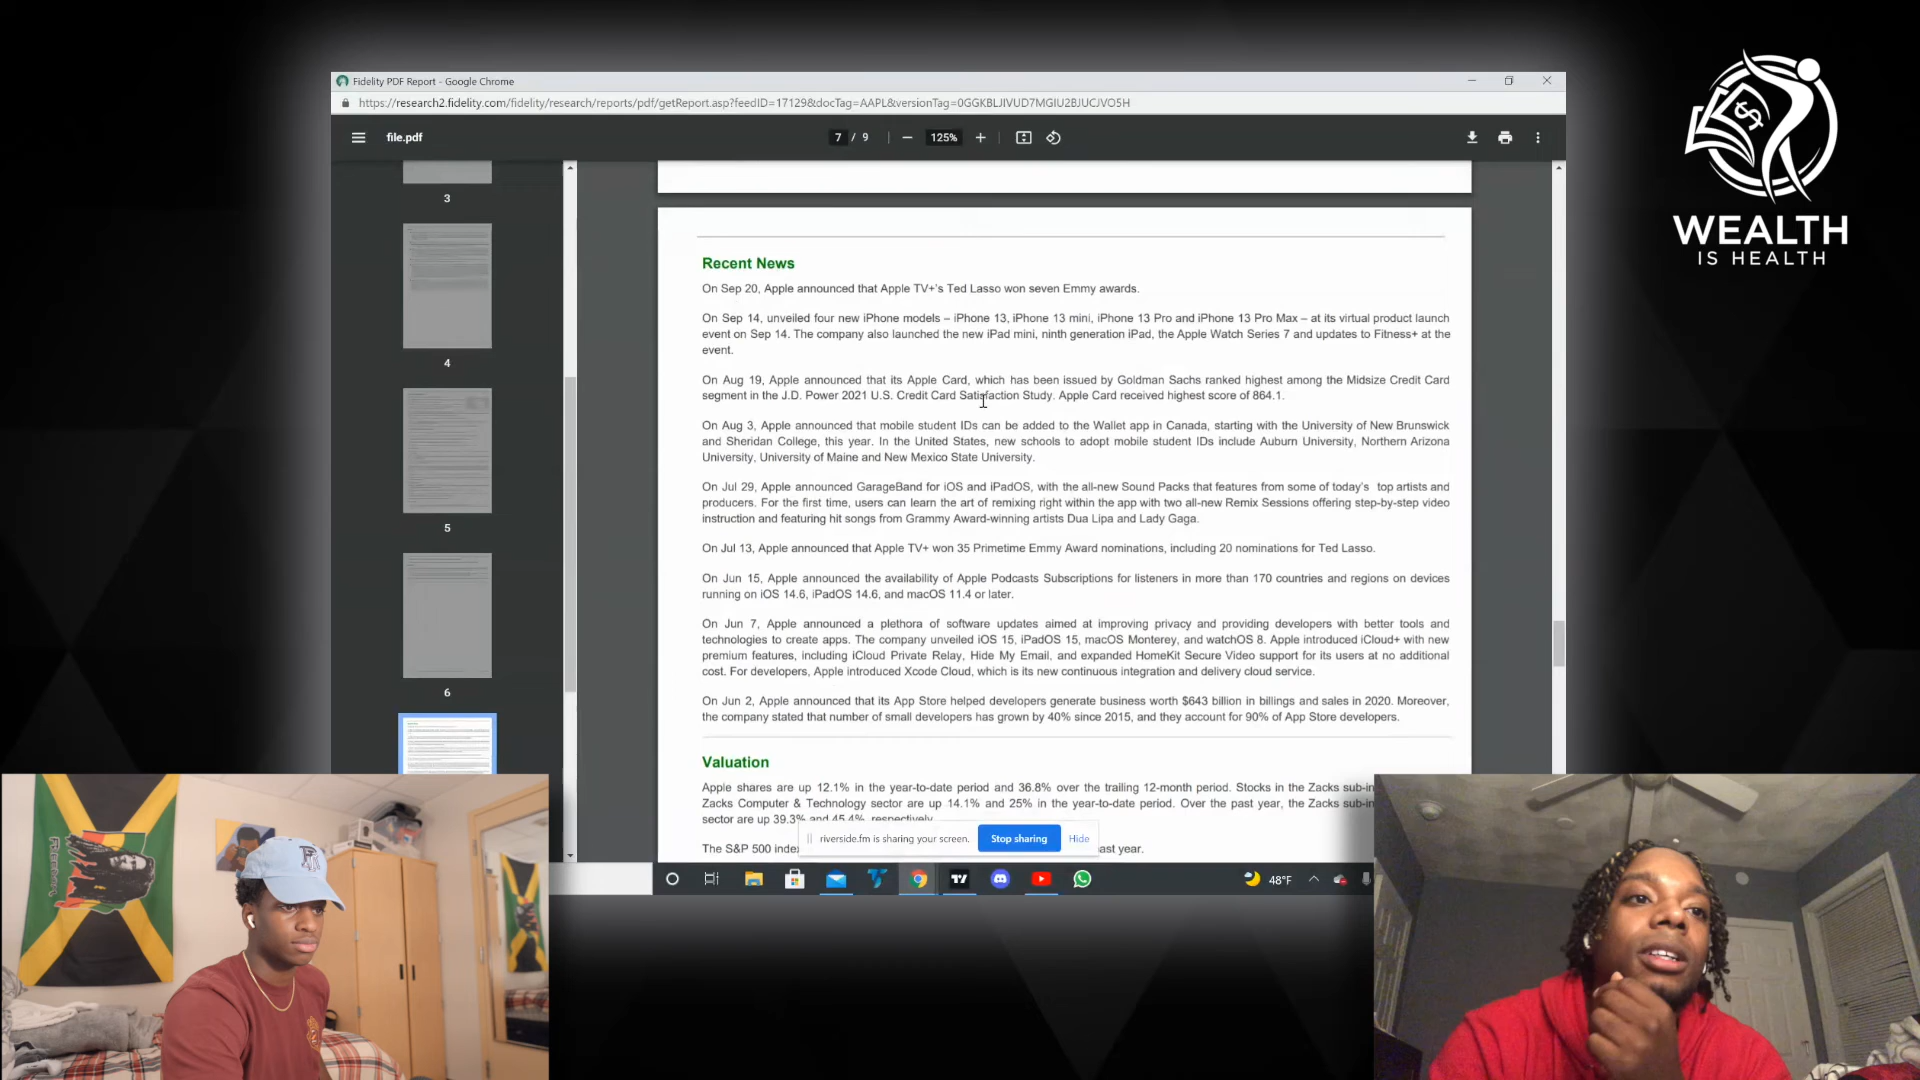 Fidelity PDF Report - Google Chrome
https://research2.fidelity.com/fidelity/research/reports/pdf/getReport.asp?feedID=17129&docTag=AAPL&versionTag=0GGKBLJIVUD7MGIU2BJUCJVO5H
file.pdf
7 / 9
125%
WEALTH
IS HEALTH
3
4
5
6
Recent News
On Sep 20, Apple announced that Apple TV+'s Ted Lasso won seven Emmy awards.
On Sep 14, unveiled four new iPhone models – iPhone 13, iPhone 13 mini, iPhone 13 Pro and iPhone 13 Pro Max – at its virtual product launch
event on Sep 14. The company also launched the new iPad mini, ninth generation iPad, the Apple Watch Series 7 and updates to Fitness+ at the
event.
On Aug 19, Apple announced that its Apple Card, which has been issued by Goldman Sachs ranked highest among the Midsize Credit Card
segment in the J.D. Power 2021 U.S. Credit Card Satisfaction Study. Apple Card received highest score of 864.1.
On Aug 3, Apple announced that mobile student IDs can be added to the Wallet app in Canada, starting with the University of New Brunswick
and Sheridan College, this year. In the United States, new schools to adopt mobile student IDs include Auburn University, Northern Arizona
University, University of Maine and New Mexico State University.
On Jul 29, Apple announced GarageBand for iOS and iPadOS, with the all-new Sound Packs that features from some of today's top artists and
producers. For the first time, users can learn the art of remixing right within the app with two all-new Remix Sessions offering step-by-step video
instruction and featuring hit songs from Grammy Award-winning artists Dua Lipa and Lady Gaga.
On Jul 13, Apple announced that Apple TV+ won 35 Primetime Emmy Award nominations, including 20 nominations for Ted Lasso.
On Jun 15, Apple announced the availability of Apple Podcasts Subscriptions for listeners in more than 170 countries and regions on devices
running on iOS 14.6, iPadOS 14.6, and macOS 11.4 or later.
On Jun 7, Apple announced a plethora of software updates aimed at improving privacy and providing developers with better tools and
technologies to create apps. The company unveiled iOS 15, iPadOS 15, macOS Monterey, and watchOS 8. Apple introduced iCloud+ with new
premium features, including iCloud Private Relay, Hide My Email, and expanded HomeKit Secure Video support for its users at no additional
cost. For developers, Apple introduced Xcode Cloud, which is its new continuous integration and delivery cloud service.
On Jun 2, Apple announced that its App Store helped developers generate business worth $643 billion in billings and sales in 2020. Moreover,
the company stated that number of small developers has grown by 40% since 2015, and they account for 90% of App Store developers.
Valuation
Apple shares are up 12.1% in the year-to-date period and 36.8% over the trailing 12-month period. Stocks in the Zacks sub-in
Zacks Computer & Technology sector are up 14.1% and 25% in the year-to-date period. Over the past year, the Zacks sub-in
sector are up 39.3% and 45.4%, respectively.
riverside.fm is sharing your screen. Stop sharing Hide
The S&P 500 inde
ast year.
48°F